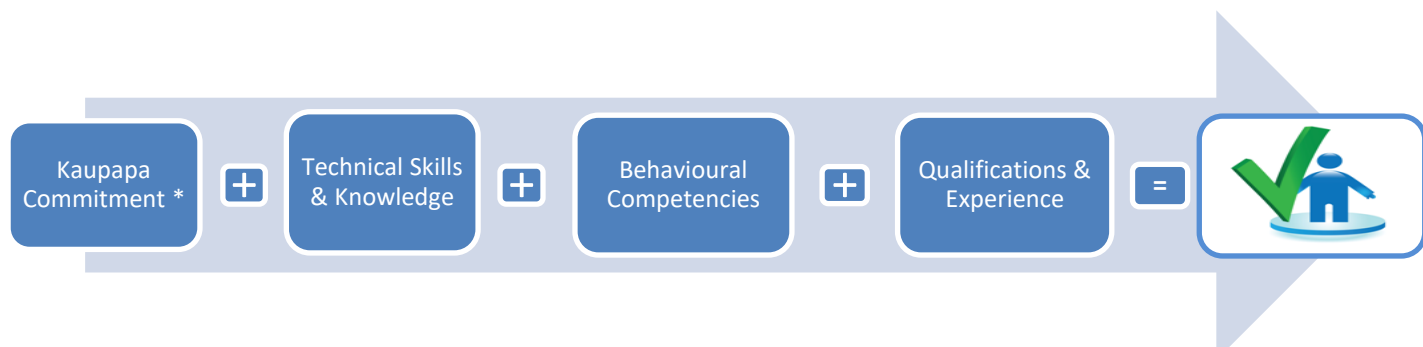 Kaupapa
Commitment *
+
Technical Skills
& Knowledge
+
Behavioural
Competencies
+
Qualifications &
Experience
=